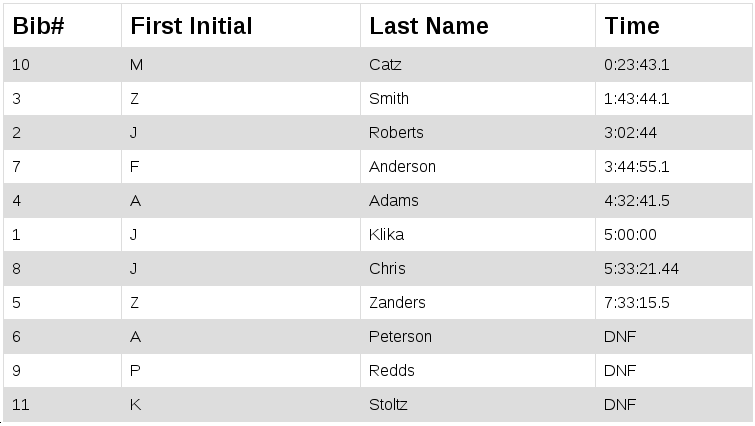 Bib# First Initial Last Name Time
10 M Catz 0:23:43.1
3 Z Smith 1:43:44.1
2 J Roberts 3:02:44
7 F Anderson 3:44:55.1
4 A Adams 4:32:41.5
1 J Klika 5:00:00
8 J Chris 5:33:21.44
5 Z Zanders 7:33:15.5
6 A Peterson DNF
9 P Redds DNF
11 K Stoltz DNF